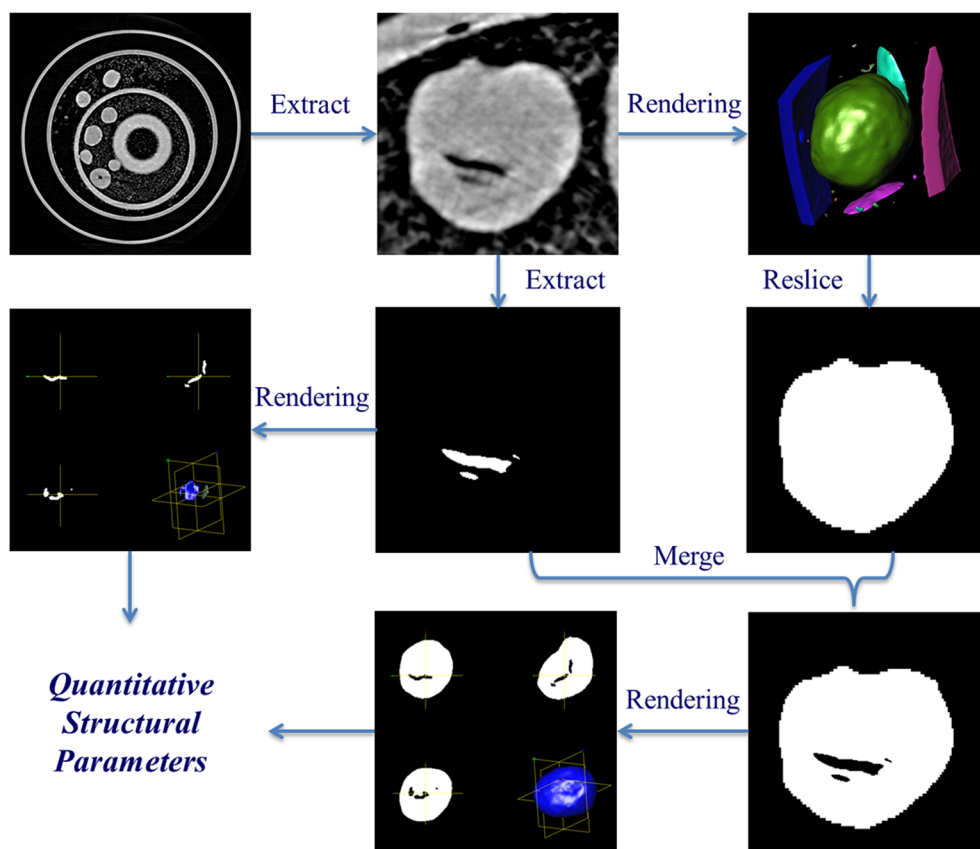 Extract
Rendering
Extract
Reslice
Rendering
Merge
Quantitative
Structural
Parameters
Rendering